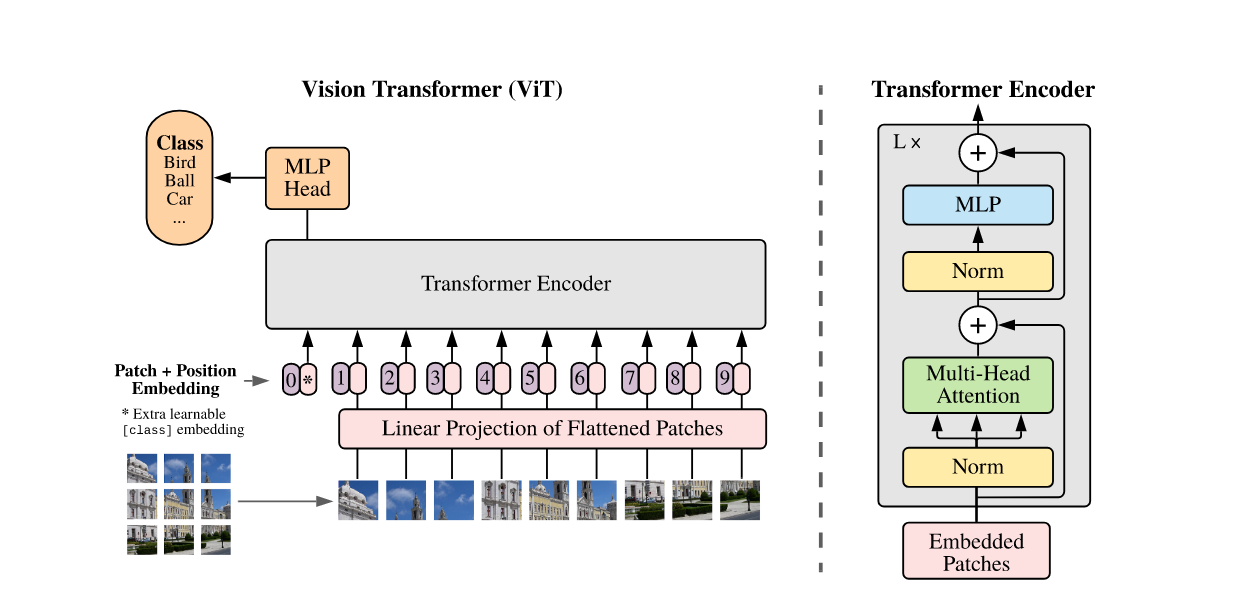 Vision Transformer (ViT)
Class
Bird
Ball
Car
...
MLP
Head
Transformer Encoder
Patch + Position
Embedding
0 * 1 2 3 4 5 6 7 8 9
* Extra learnable
[class] embedding
Linear Projection of Flattened Patches
Transformer Encoder
L ×
+
MLP
Norm
+
Multi-Head
Attention
Norm
Embedded
Patches